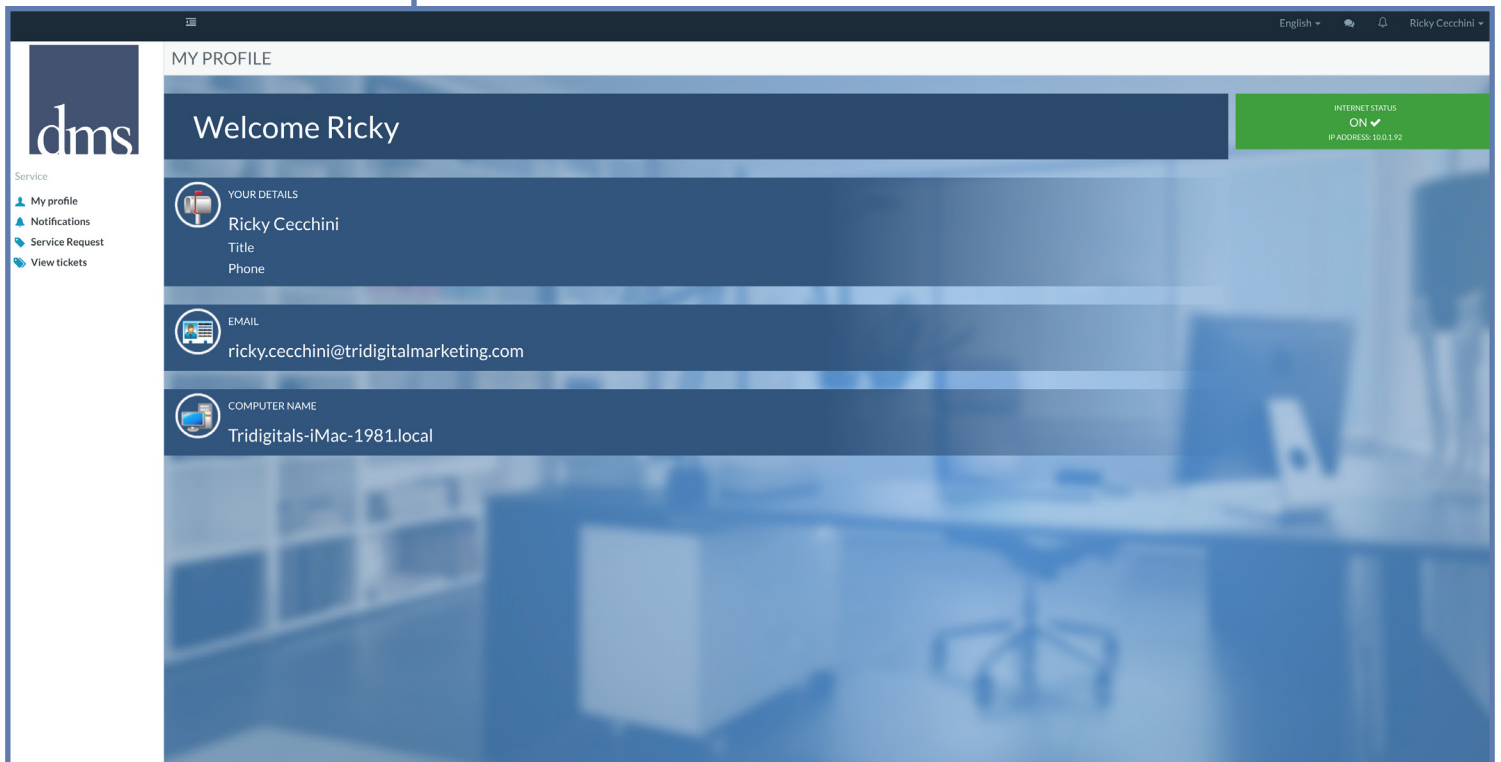 English
Ricky Cecchini
MY PROFILE
dms
Welcome Ricky
INTERNET STATUS
ON
IP ADDRESS: 10.0.1.92
Service
My profile
Notifications
Service Request
View tickets
YOUR DETAILS
Ricky Cecchini
Title
Phone
EMAIL
ricky.cecchini@tridigitalmarketing.com
COMPUTER NAME
Tridigitals-iMac-1981.local